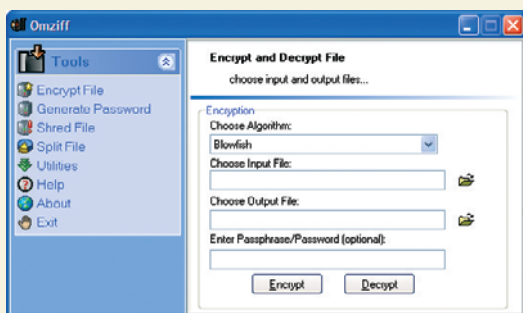 Omziff
Tools
Encrypt File
Generate Password
Shred File
Split File
Utilities
Help
About
Exit
Encrypt and Decrypt File
choose input and output files...
Encryption
Choose Algorithm:
Blowfish
Choose Input File:
Choose Output File:
Enter Passphrase/Password (optional):
Encrypt
Decrypt